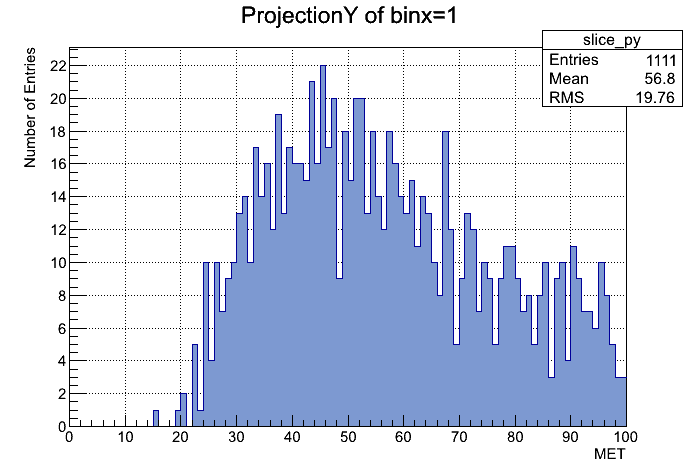 ProjectionY of binx=1
slice_py
Entries 1111
Mean 56.8
RMS 19.76
Number of Entries
22
20
18
16
14
12
10
8
6
4
2
0
0 10 20 30 40 50 60 70 80 90 100
MET